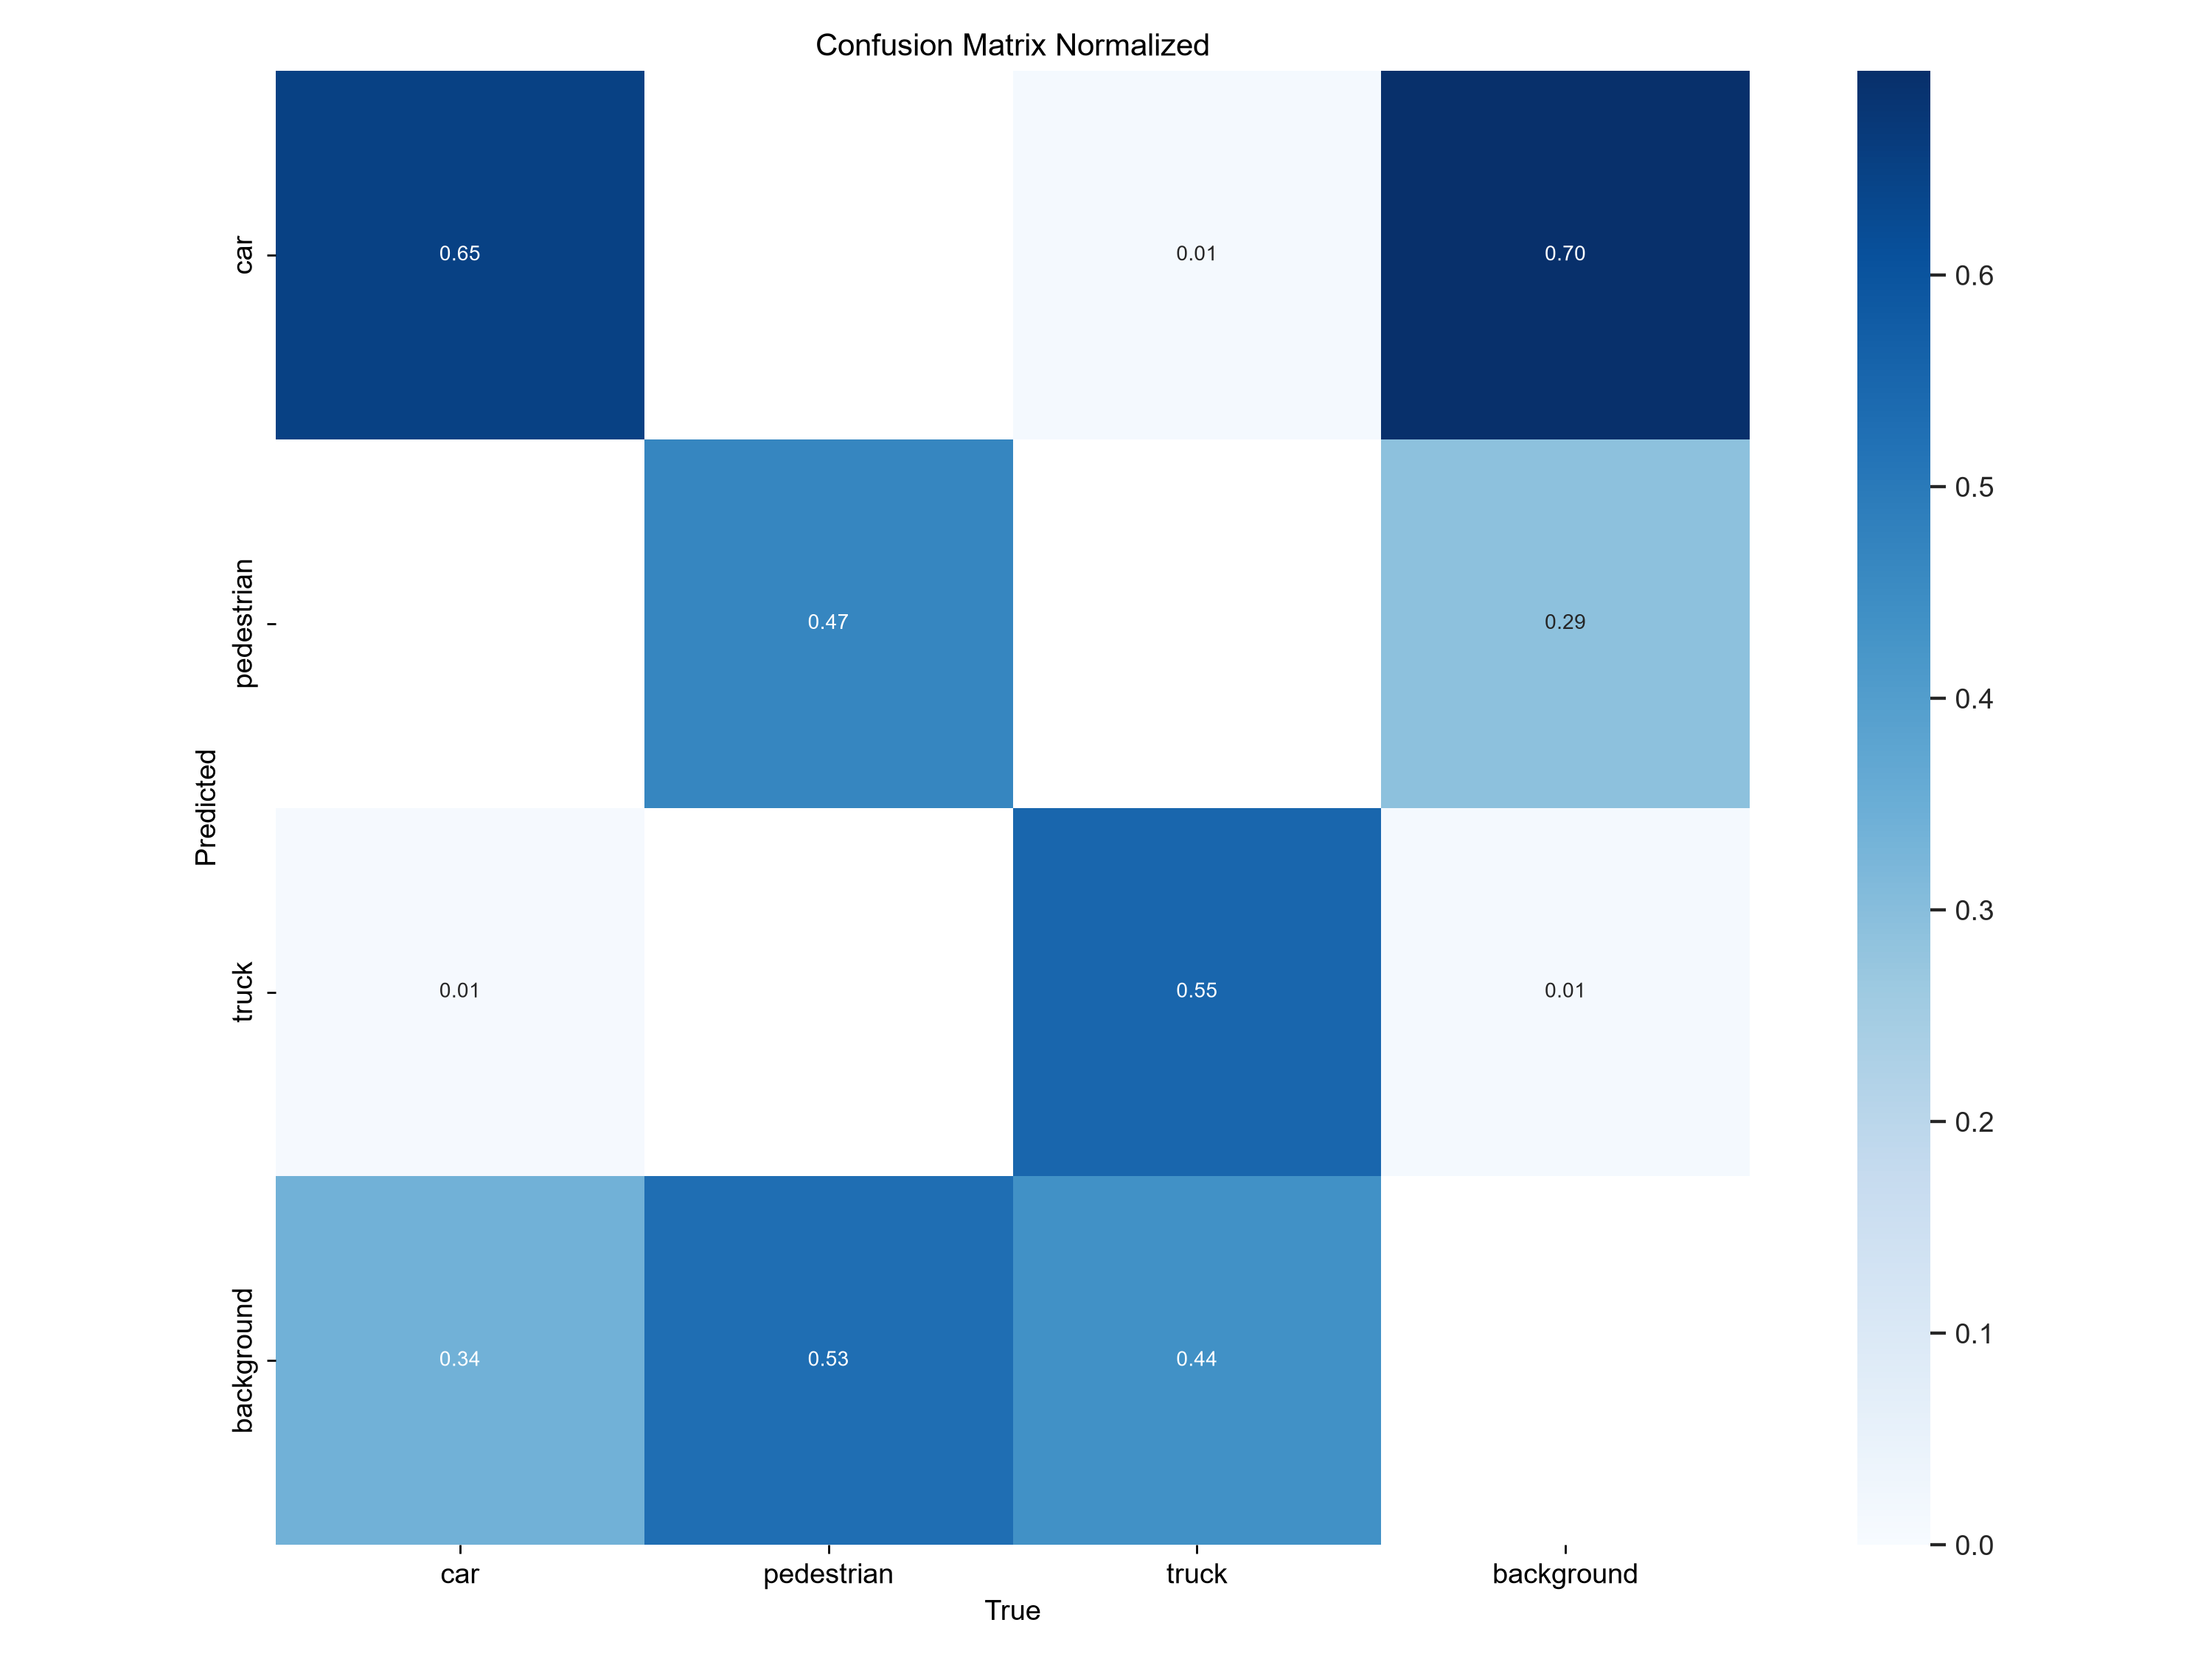 Confusion Matrix Normalized
car
0.65
0.01
0.70
pedestrian
0.47
0.29
truck
0.01
0.55
0.01
background
0.34
0.53
0.44
Predicted
car
pedestrian
truck
background
True
0.6
0.5
0.4
0.3
0.2
0.1
0.0